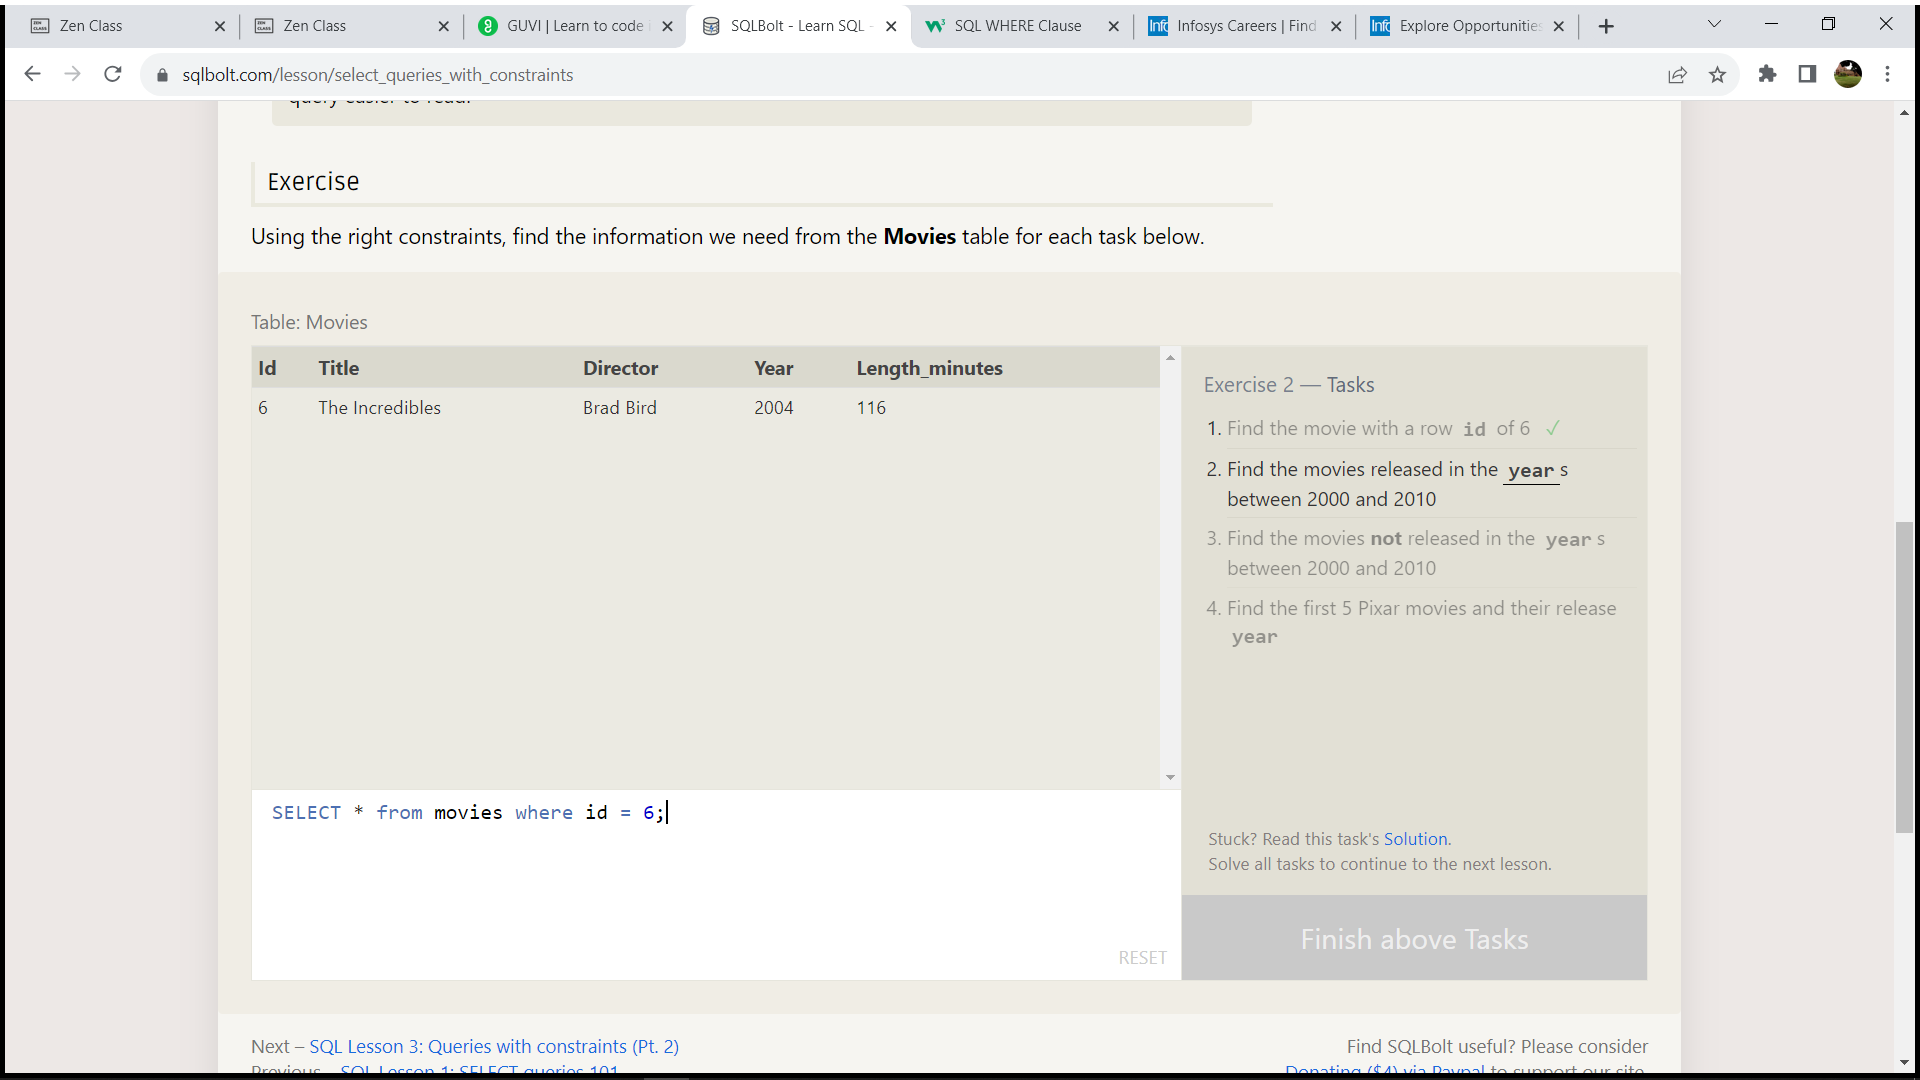 Zen Class
Zen Class
GUVI | Learn to code i
SQLBolt - Learn SQL -
SQL WHERE Clause
Infosys Careers | Find
Explore Opportunities
sqlbolt.com/lesson/select_queries_with_constraints
query easier to read.
Exercise
Using the right constraints, find the information we need from the Movies table for each task below.
Table: Movies
Id Title Director Year Length_minutes
6 The Incredibles Brad Bird 2004 116
Exercise 2 — Tasks
1. Find the movie with a row id of 6 ✓
2. Find the movies released in the year s
between 2000 and 2010
3. Find the movies not released in the year s
between 2000 and 2010
4. Find the first 5 Pixar movies and their release
year
SELECT * from movies where id = 6;
RESET
Stuck? Read this task's Solution.
Solve all tasks to continue to the next lesson.
Finish above Tasks
Next – SQL Lesson 3: Queries with constraints (Pt. 2)
Previous – SQL Lesson 1: SELECT queries 101
Find SQLBolt useful? Please consider
Donating ($4) via Paypal to support our site.